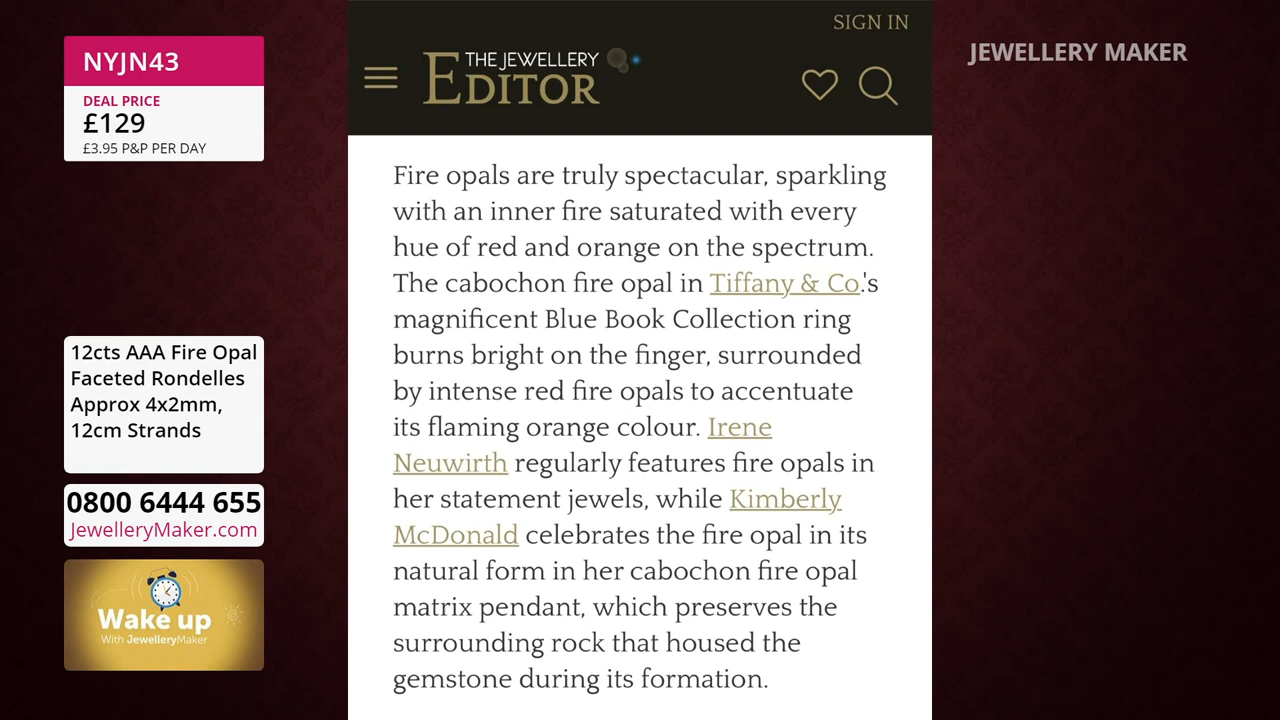 NYJN43
DEAL PRICE
£129
£3.95 P&P PER DAY
12cts AAA Fire Opal
Faceted Rondelles
Approx 4x2mm,
12cm Strands
0800 6444 655
JewelleryMaker.com
Wake up
With JewelleryMaker
SIGN IN
THE JEWELLERY
EDITOR
Fire opals are truly spectacular, sparkling
with an inner fire saturated with every
hue of red and orange on the spectrum.
The cabochon fire opal in Tiffany & Co.'s
magnificent Blue Book Collection ring
burns bright on the finger, surrounded
by intense red fire opals to accentuate
its flaming orange colour. Irene
Neuwirth regularly features fire opals in
her statement jewels, while Kimberly
McDonald celebrates the fire opal in its
natural form in her cabochon fire opal
matrix pendant, which preserves the
surrounding rock that housed the
gemstone during its formation.
JEWELLERY MAKER